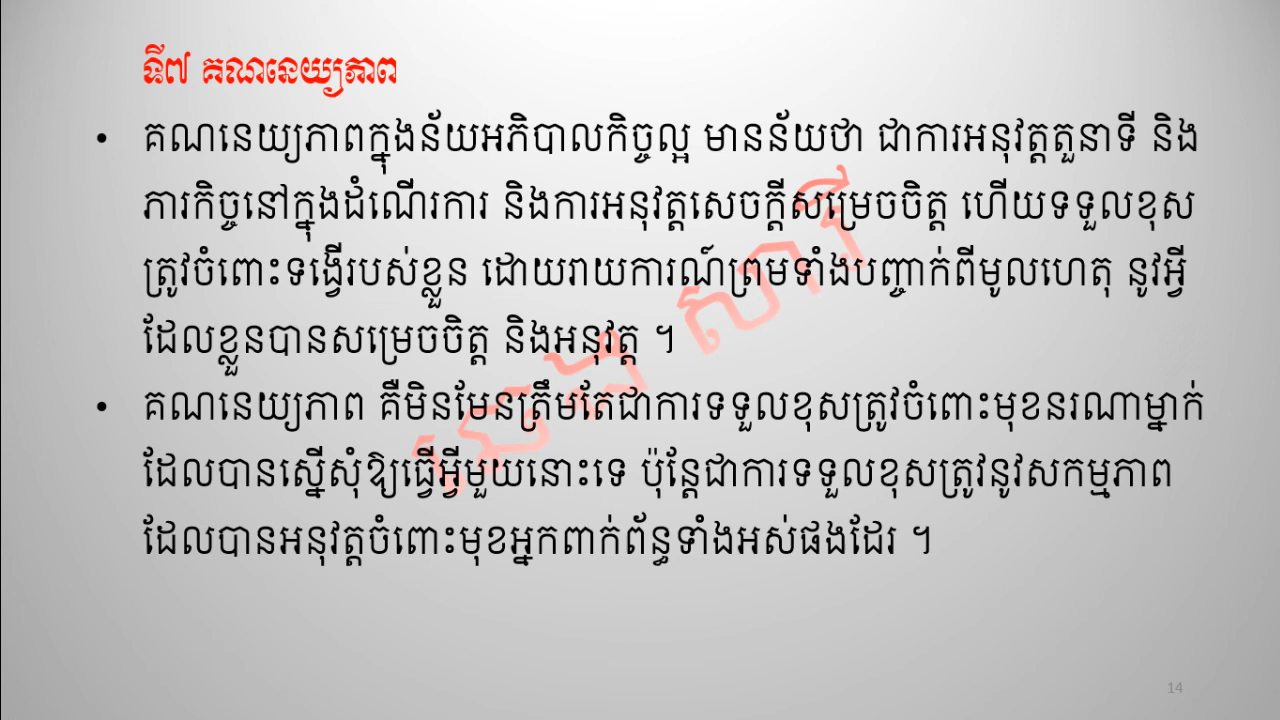 ទី៧ គណនេយ្យភាព
• គណនេយ្យភាពក្នុងន័យអភិបាលកិច្ចល្អ មានន័យថា ជាការអនុវត្តតួនាទី និង
ភារកិច្ចនៅក្នុងដំណើរការ និងការអនុវត្តសេចក្តីសម្រេចចិត្ត ហើយទទួលខុស
ត្រូវចំពោះទង្វើរបស់ខ្លួន ដោយរាយការណ៍ព្រមទាំងបញ្ជាក់ពីមូលហេតុ នូវអ្វី
ដែលខ្លួនបានសម្រេចចិត្ត និងអនុវត្ត ។
• គណនេយ្យភាព គឺមិនមែនត្រឹមតែជាការទទួលខុសត្រូវចំពោះមុខនរណាម្នាក់
ដែលបានស្នើសុំឱ្យធ្វើអ្វីមួយនោះទេ ប៉ុន្តែជាការទទួលខុសត្រូវនូវសកម្មភាព
ដែលបានអនុវត្តចំពោះមុខអ្នកពាក់ព័ន្ធទាំងអស់ផងដែរ ។
សារី
14